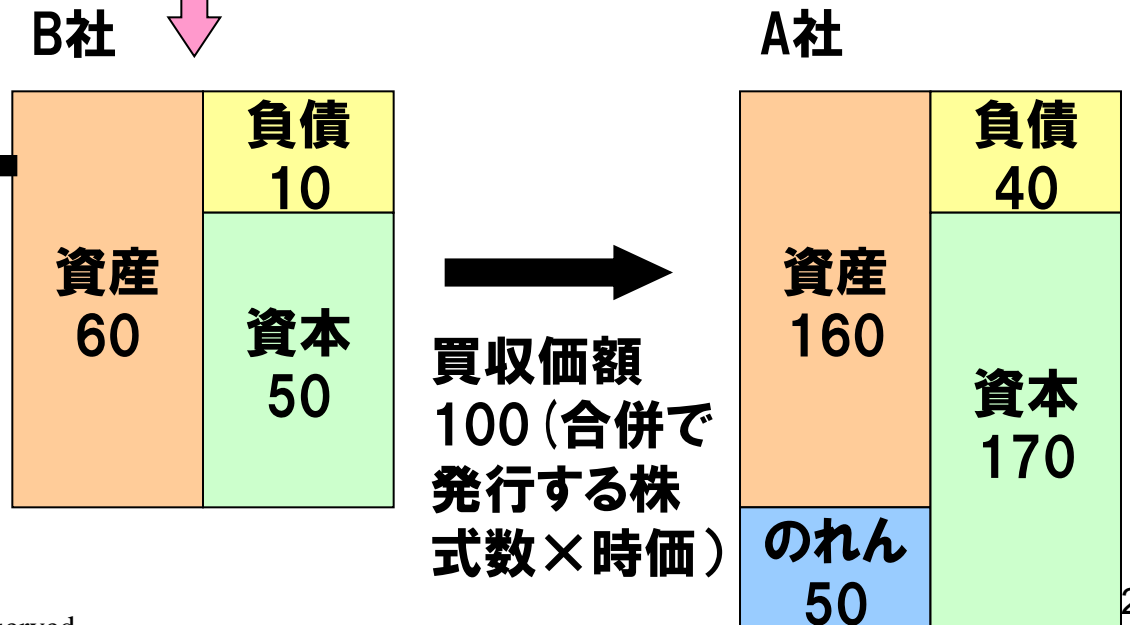 B社
A社
負債
10
資産
60
資本
50
買収価額
100(合併で
発行する株
式数×時価)
負債
40
資産
160
資本
170
のれん
50